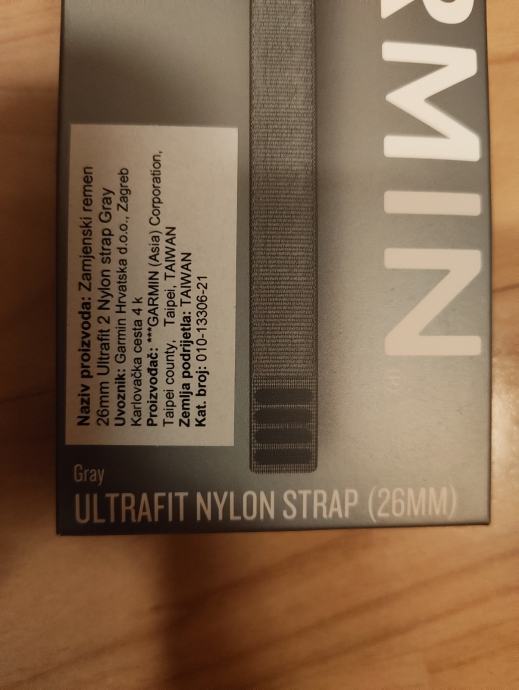 RMIN
Naziv proizvoda: Zamjenski remen
26mm Ultrafit 2 Nylon strap Gray
Uvoznik: Garmin Hrvatska d.o.o., Zagreb
Karlovačka cesta 4 k
Proizvođač: ***GARMIN (Asia) Corporation,
Taipei county, Taipei, TAIWAN
Zemlja podrijetla: TAIWAN
Kat. broj: 010-13306-21
Gray
ULTRAFIT NYLON STRAP (26MM)